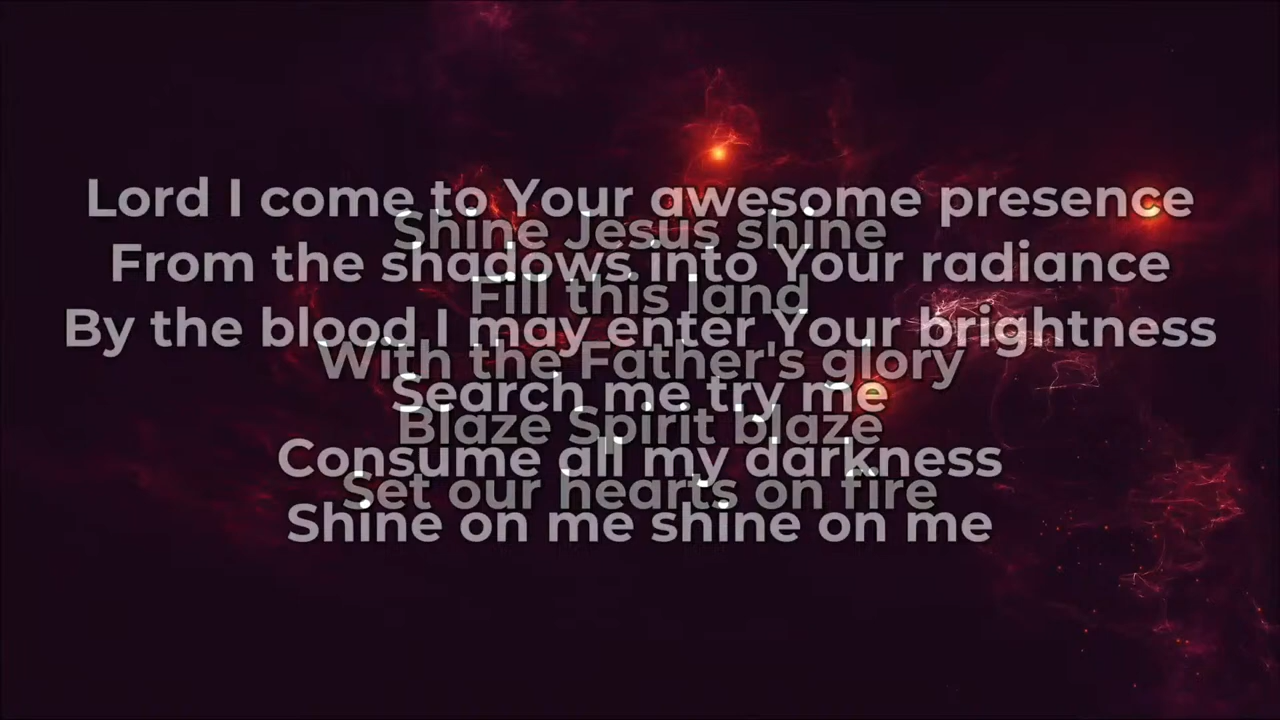 Lord I come to Your awesome presence
Shine Jesus shine
From the shadows into Your radiance
Fill this land
By the blood I may enter Your brightness
With the Father's glory
Search me try me
Blaze Spirit blaze
Consume all my darkness
Set our hearts on fire
Shine on me shine on me